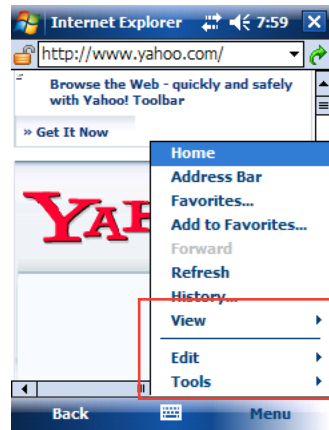 Internet Explorer 7:59
http://www.yahoo.com/
Browse the Web - quickly and safely
with Yahoo! Toolbar
» Get It Now
YAH
Home
Address Bar
Favorites...
Add to Favorites...
Forward
Refresh
History...
View
Edit
Tools
Back Menu